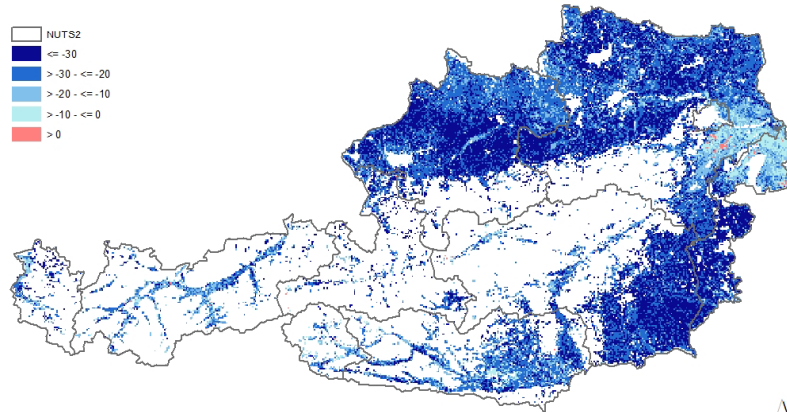 NUTS2
<= -30
> -30 - <= -20
> -20 - <= -10
> -10 - <= 0
> 0